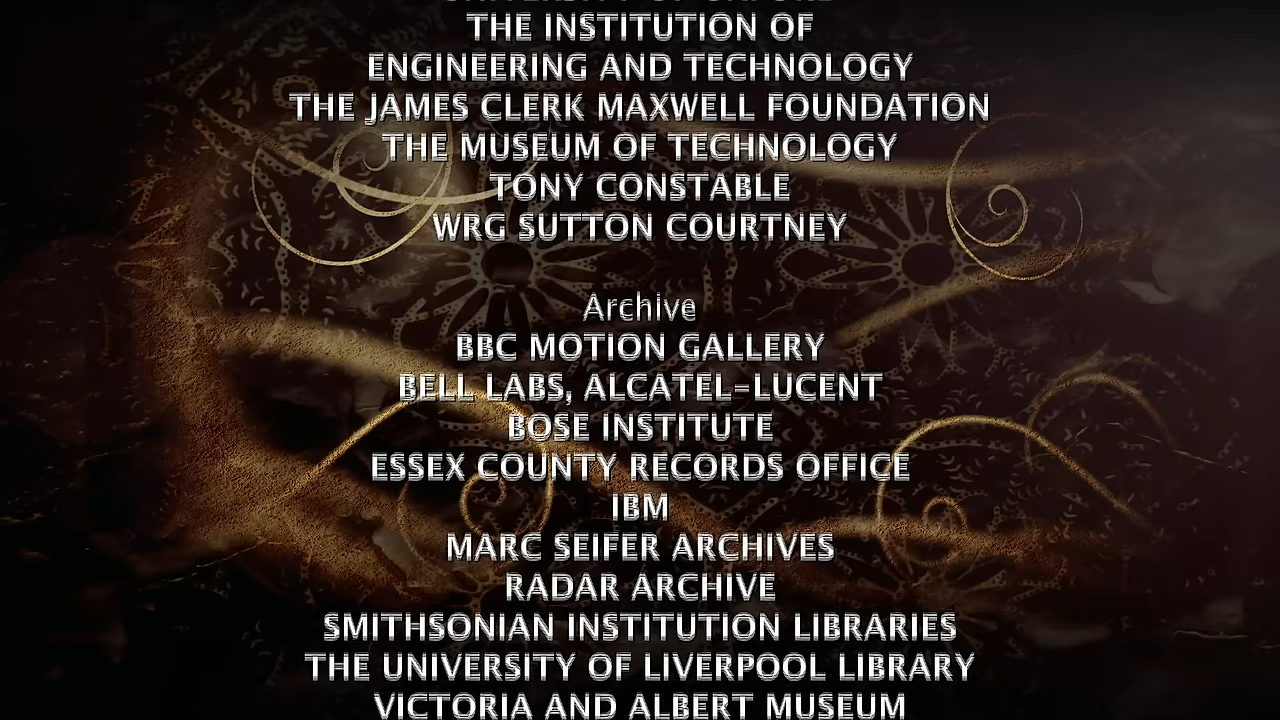 THE INSTITUTION OF
ENGINEERING AND TECHNOLOGY
THE JAMES CLERK MAXWELL FOUNDATION
THE MUSEUM OF TECHNOLOGY
TONY CONSTABLE
WRG SUTTON COURTNEY
Archive
BBC MOTION GALLERY
BELL LABS, ALCATEL-LUCENT
BOSE INSTITUTE
ESSEX COUNTY RECORDS OFFICE
IBM
MARC SEIFER ARCHIVES
RADAR ARCHIVE
SMITHSONIAN INSTITUTION LIBRARIES
THE UNIVERSITY OF LIVERPOOL LIBRARY
VICTORIA AND ALBERT MUSEUM